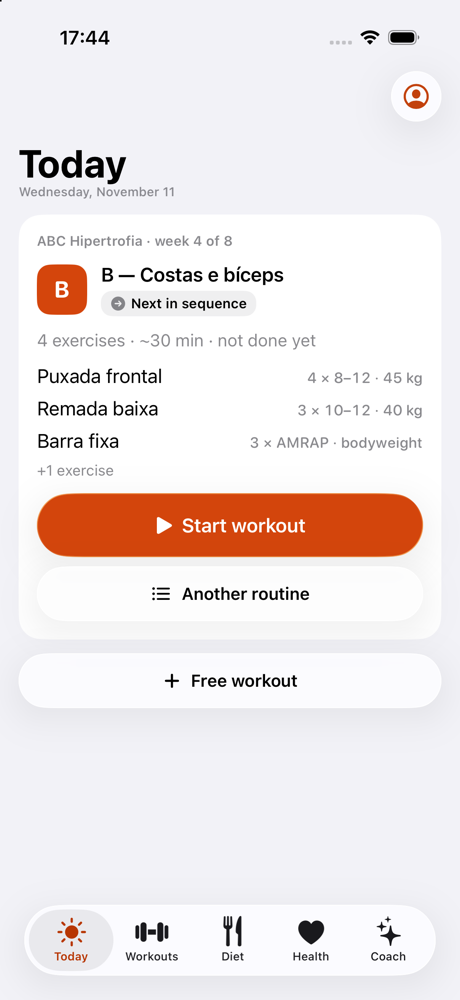 17:44
Today
Wednesday, November 11
ABC Hipertrofia · week 4 of 8
B
B — Costas e bíceps
Next in sequence
4 exercises · ~30 min · not done yet
Puxada frontal 4 × 8–12 · 45 kg
Remada baixa 3 × 10–12 · 40 kg
Barra fixa 3 × AMRAP · bodyweight
+1 exercise
Start workout
Another routine
Free workout
Today Workouts Diet Health Coach